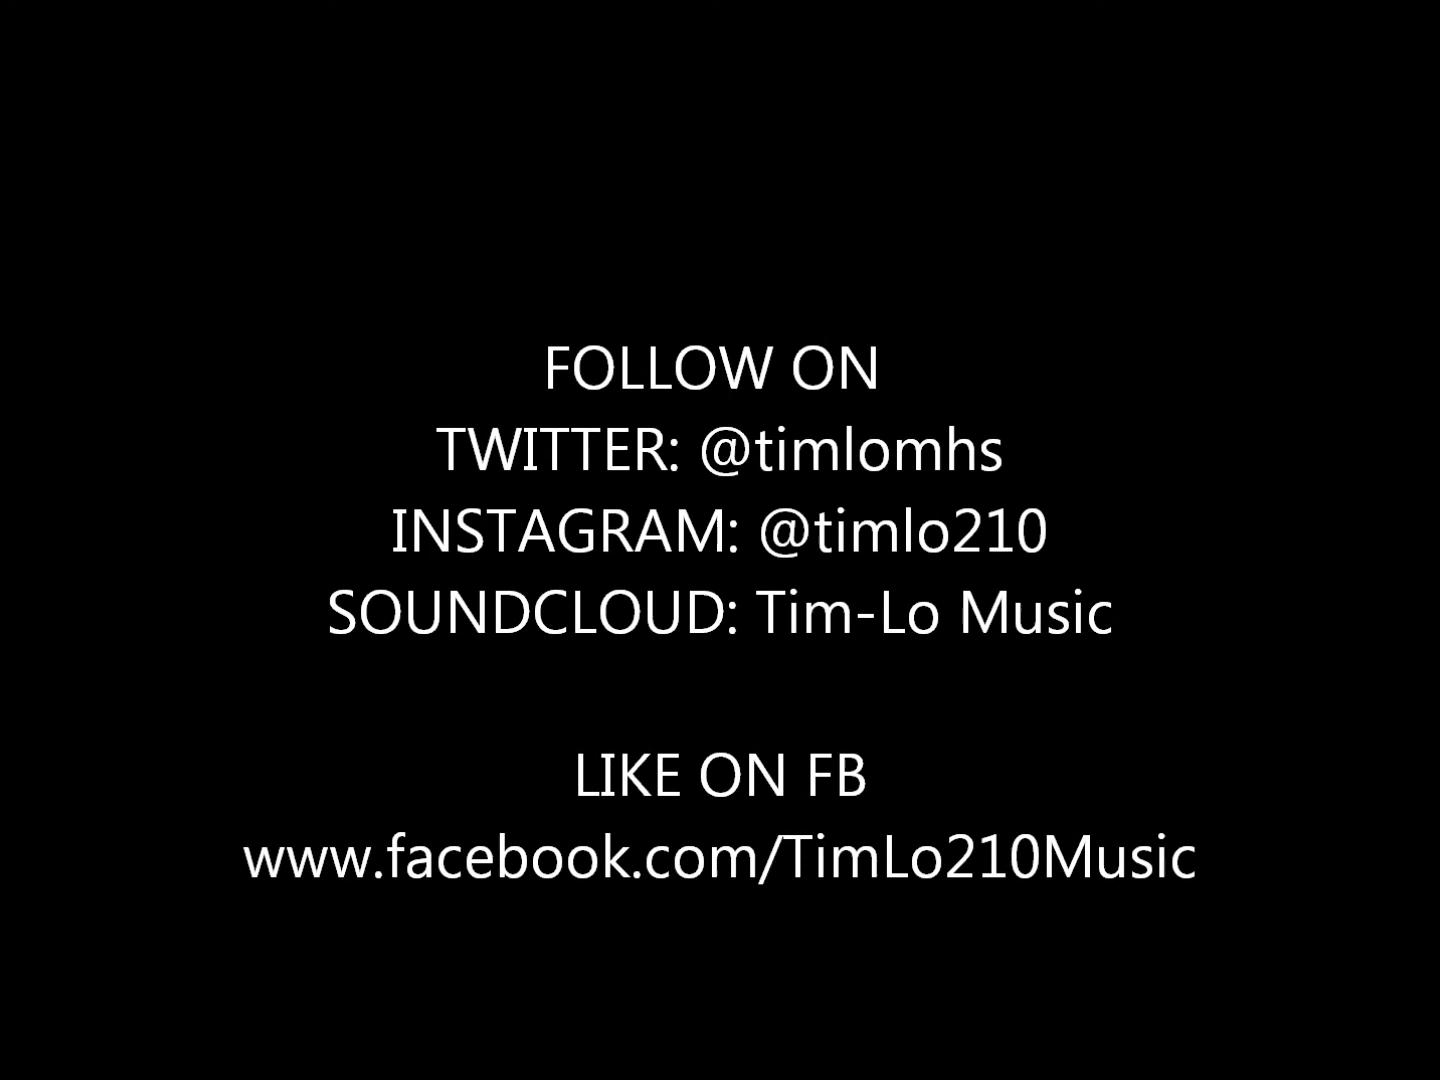 FOLLOW ON
TWITTER: @timlomhs
INSTAGRAM: @timlo210
SOUNDCLOUD: Tim-Lo Music
LIKE ON FB
www.facebook.com/TimLo210Music